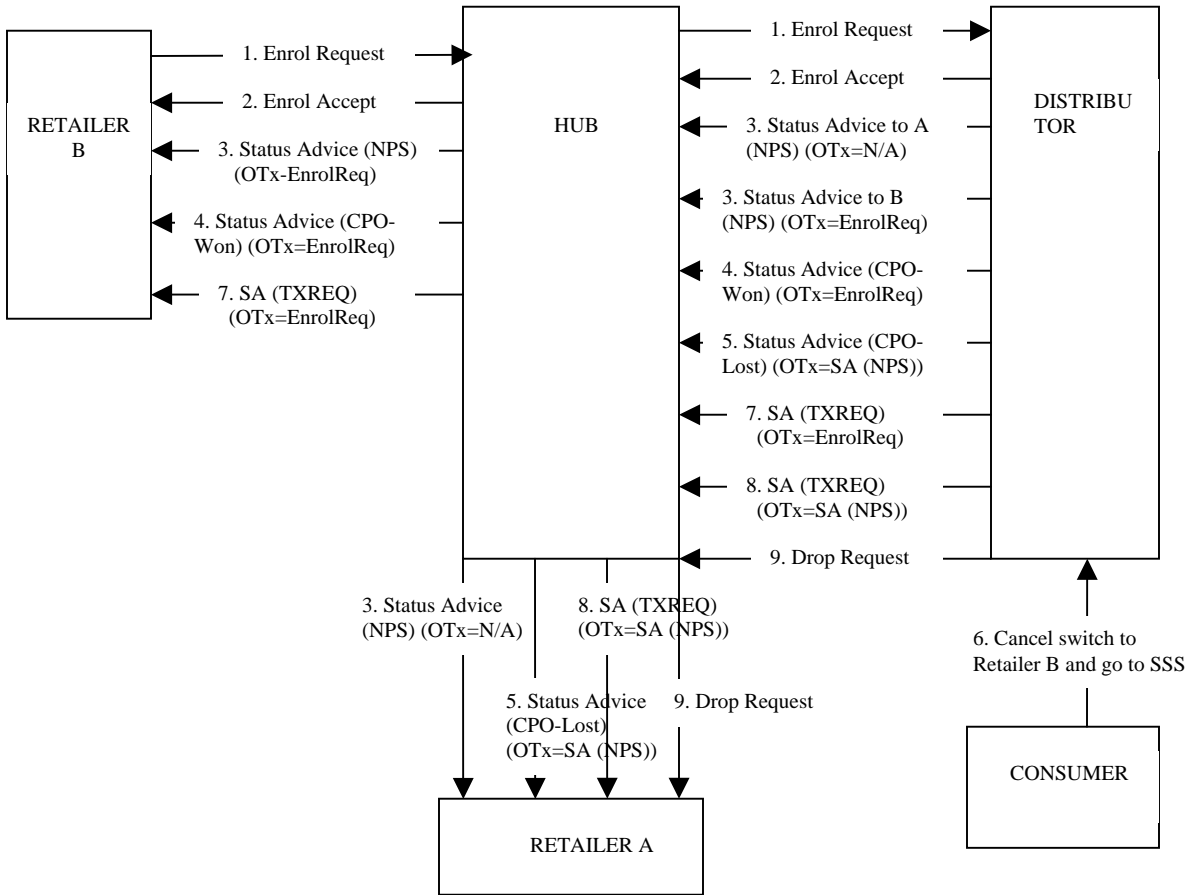 1. Enrol Request
1. Enrol Request
2. Enrol Accept
2. Enrol Accept
RETAILER
B
HUB
DISTRIBU
TOR
3. Status Advice (NPS)
(OTx-EnrolReq)
3. Status Advice to A
(NPS) (OTx=N/A)
4. Status Advice (CPO-
Won) (OTx=EnrolReq)
3. Status Advice to B
(NPS) (OTx=EnrolReq)
7. SA (TXREQ)
(OTx=EnrolReq)
4. Status Advice (CPO-
Won) (OTx=EnrolReq)
5. Status Advice (CPO-
Lost) (OTx=SA (NPS))
7. SA (TXREQ)
(OTx=EnrolReq)
8. SA (TXREQ)
(OTx=SA (NPS))
9. Drop Request
3. Status Advice
(NPS) (OTx=N/A)
8. SA (TXREQ)
(OTx=SA (NPS))
6. Cancel switch to
Retailer B and go to SSS
5. Status Advice
(CPO-Lost)
(OTx=SA (NPS))
9. Drop Request
CONSUMER
RETAILER A